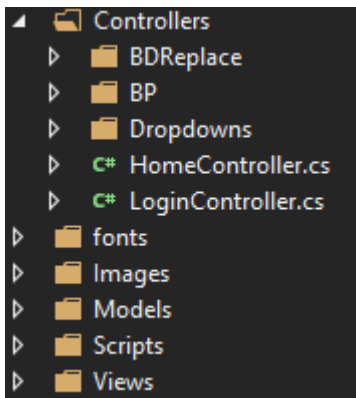 Controllers
BDReplace
BP
Dropdowns
C# HomeController.cs
C# LoginController.cs
fonts
Images
Models
Scripts
Views